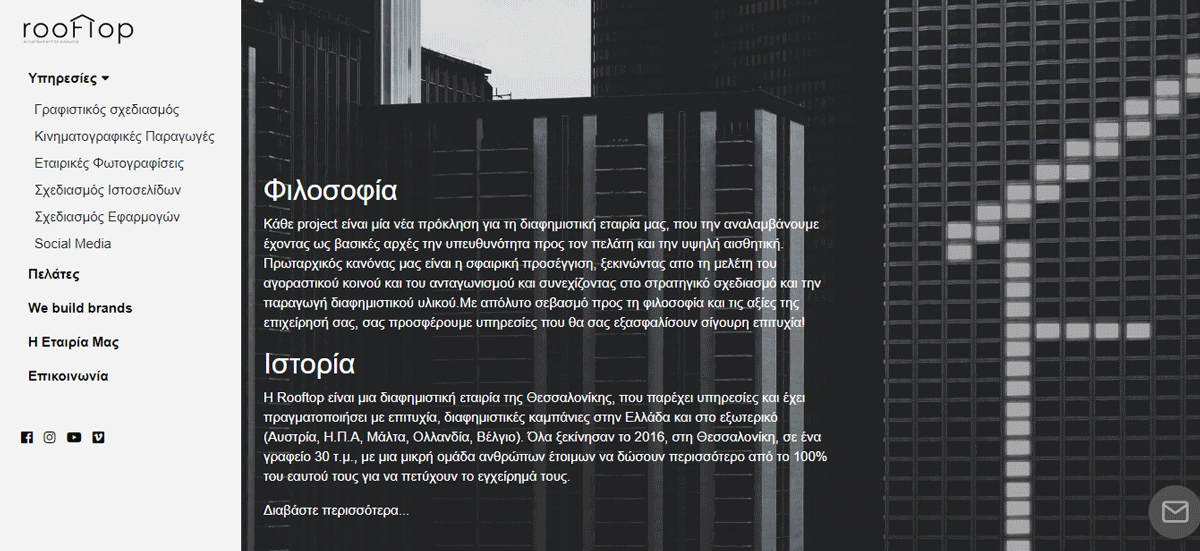 rooftop
Υπηρεσίες
Γραφιστικός σχεδιασμός
Κινηματογραφικές Παραγωγές
Εταιρικές Φωτογραφίσεις
Σχεδιασμός Ιστοσελίδων
Σχεδιασμός Εφαρμογών
Social Media
Πελάτες
We build brands
Η Εταιρία Μας
Επικοινωνία
Φιλοσοφία
Κάθε project είναι μία νέα πρόκληση για τη διαφημιστική εταιρία μας, που την αναλαμβάνουμε
έχοντας ως βασικές αρχές την υπευθυνότητα προς τον πελάτη και την υψηλή αισθητική.
Πρωταρχικός κανόνας μας είναι η σφαιρική προσέγγιση, ξεκινώντας απο τη μελέτη του
αγοραστικού κοινού και του ανταγωνισμού και συνεχίζοντας στο στρατηγικό σχεδιασμό και την
παραγωγή διαφημιστικού υλικού.Με απόλυτο σεβασμό προς τη φιλοσοφία και τις αξίες της
επιχείρησή σας, σας προσφέρουμε υπηρεσίες που θα σας εξασφαλίσουν σίγουρη επιτυχία!
Ιστορία
Η Rooftop είναι μια διαφημιστική εταιρία της Θεσσαλονίκης, που παρέχει υπηρεσίες και έχει
πραγματοποιήσει με επιτυχία, διαφημιστικές καμπάνιες στην Ελλάδα και στο εξωτερικό
(Αυστρία, Η.Π.Α, Μάλτα, Ολλανδία, Βέλγιο). Όλα ξεκίνησαν το 2016, στη Θεσσαλονίκη, σε ένα
γραφείο 30 τ.μ., με μια μικρή ομάδα ανθρώπων έτοιμων να δώσουν περισσότερο από το 100%
του εαυτού τους για να πετύχουν το εγχείρημά τους.
Διαβάστε περισσότερα...